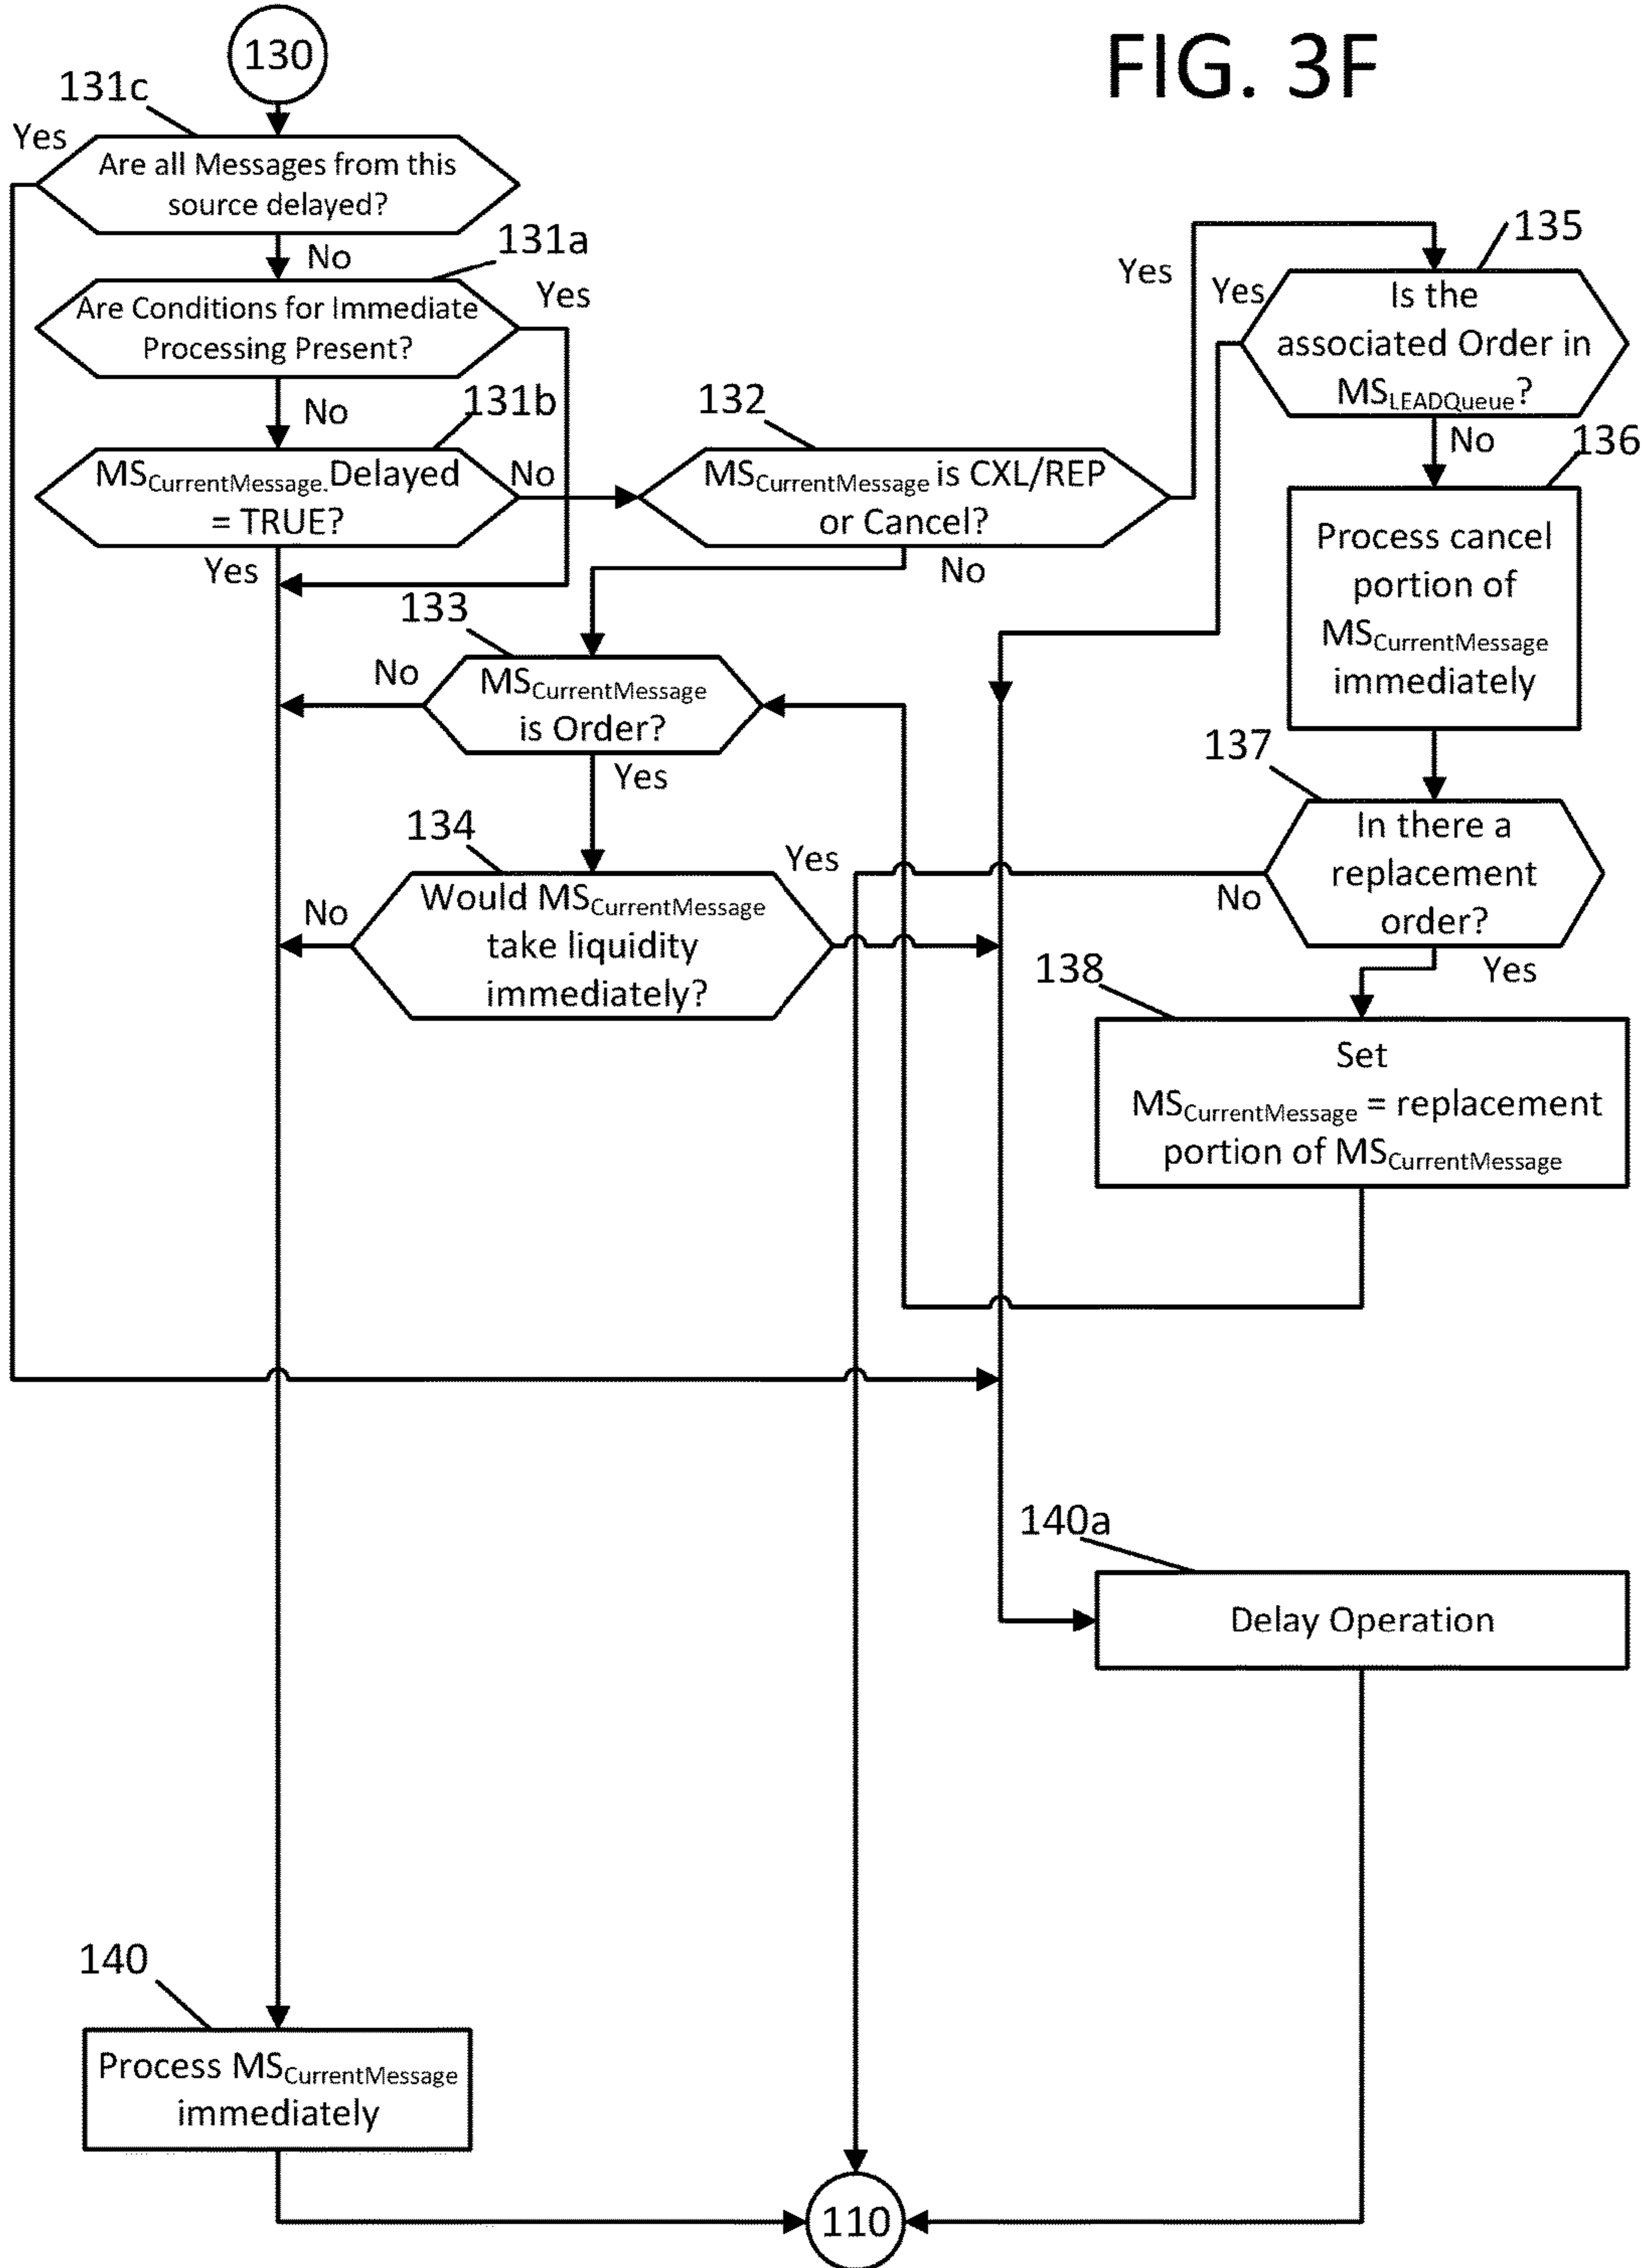 FIG. 3F
130
131c
Yes
Are all Messages from this
source delayed?
No
131a
Are Conditions for Immediate
Processing Present?
Yes
No
131b
MSCurrentMessage.Delayed
= TRUE?
No
Yes
132
MSCurrentMessage is CXL/REP
or Cancel?
Yes
No
135
Yes
Is the
associated Order in
MSLEADQueue?
No
136
Process cancel
portion of
MSCurrentMessage
immediately
133
No
MSCurrentMessage
is Order?
Yes
134
Yes
No
Would MSCurrentMessage
take liquidity
immediately?
137
In there a
replacement
order?
No
Yes
138
Set
MSCurrentMessage = replacement
portion of MSCurrentMessage
140a
Delay Operation
140
Process MSCurrentMessage
immediately
110